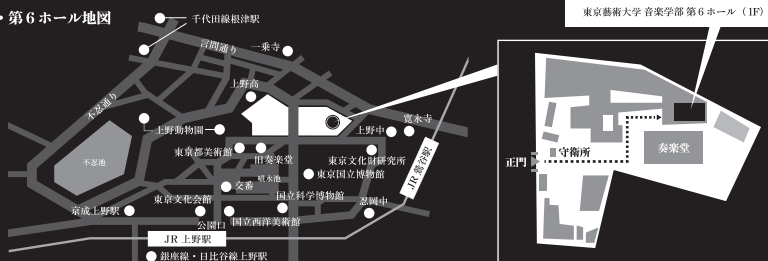 ・第6ホール地図
千代田線根津駅
言問通り
一乗寺
上野高
不忍通り
上野動物園
上野中
寛永寺
東京都美術館
旧奏楽堂
東京文化財研究所
不忍池
噴水池
東京国立博物館
JR 鶯谷駅
交番
国立科学博物館
東京文化会館
忍岡中
京成上野駅
公園口
国立西洋美術館
JR 上野駅
銀座線・日比谷線上野駅
東京藝術大学 音楽学部 第6ホール（1F）
正門
守衛所
奏楽堂